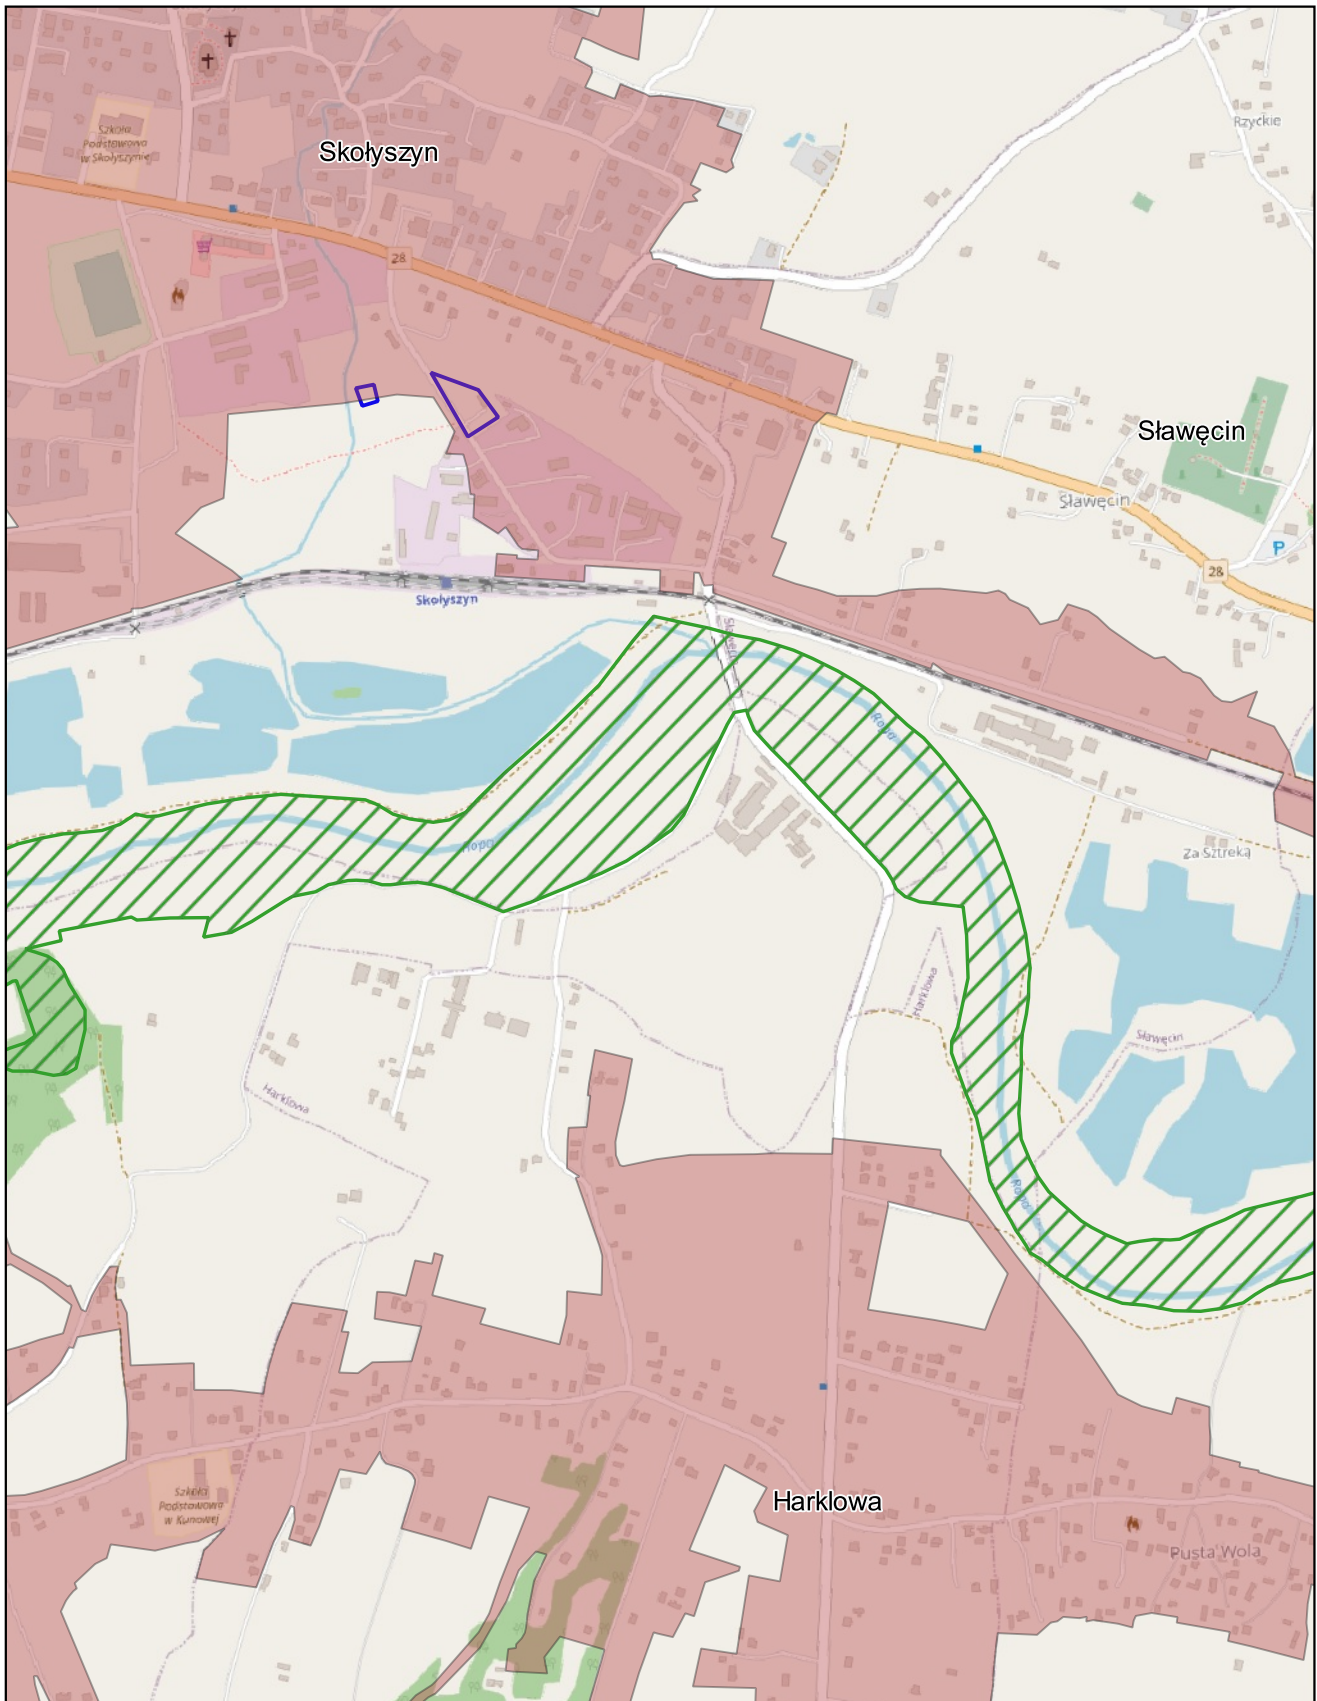 Rzyckie
Szkoła
Podstawowa
w Skołyszynie
Skołyszyn
28
Sławęcin
Sławęcin
P
28
Skołyszyn
Sławęcin
Ropa
Ropa
Za Sztreką
Harklowa
Sławęcin
Harklowa
Ropa
Szkoła
Podstawowa
w Kunowej
Harklowa
Pusta Wola